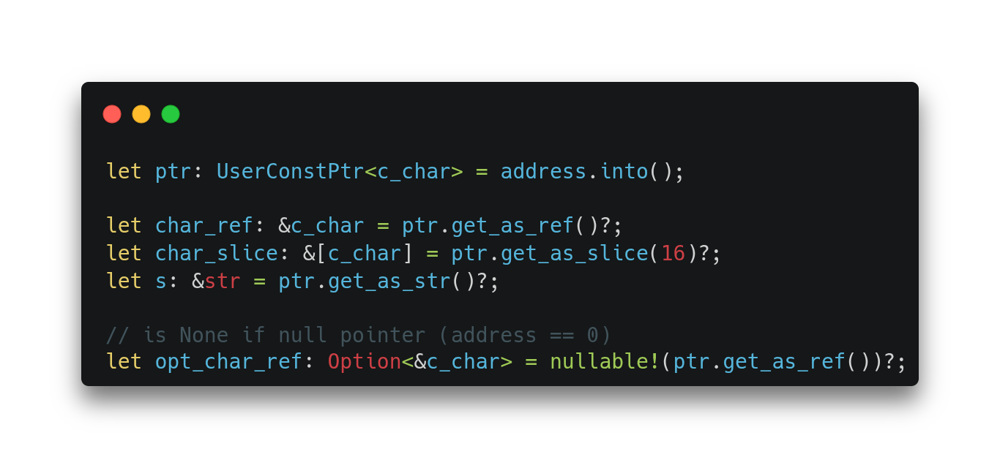 let ptr: UserConstPtr<c_char> = address.into();
let char_ref: &c_char = ptr.get_as_ref()?;
let char_slice: &[c_char] = ptr.get_as_slice(16)?;
let s: &str = ptr.get_as_str()?;
// is None if null pointer (address == 0)
let opt_char_ref: Option<&c_char> = nullable!(ptr.get_as_ref())?;